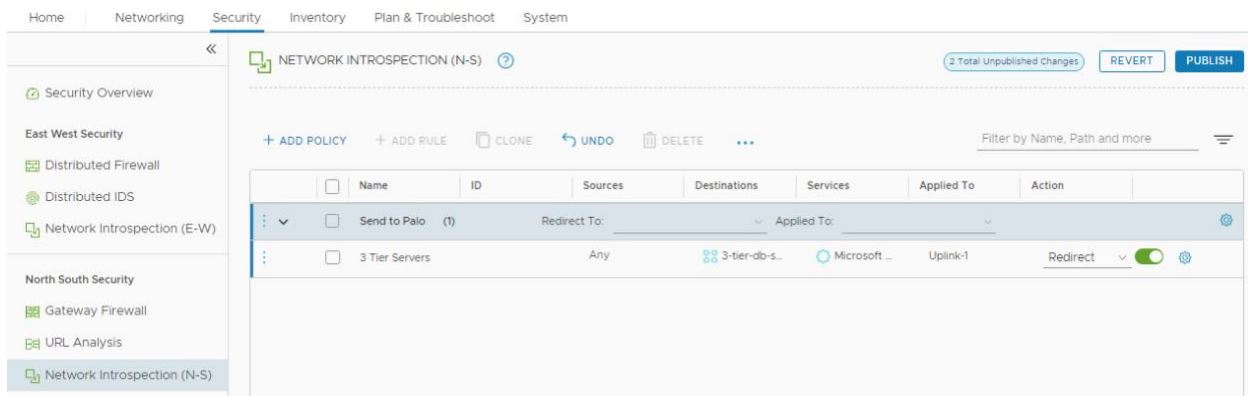 Home Networking Security Inventory Plan & Troubleshoot System
«
Security Overview
East West Security
Distributed Firewall
Distributed IDS
Network Introspection (E-W)
North South Security
Gateway Firewall
URL Analysis
Network Introspection (N-S)
NETWORK INTROSPECTION (N-S) ? 2 Total Unpublished Changes REVERT PUBLISH
+ ADD POLICY + ADD RULE CLONE UNDO DELETE ... Filter by Name, Path and more
Name ID Sources Destinations Services Applied To Action
Send to Palo (1) Redirect To: Applied To:
3 Tier Servers Any 3-tier-db-s... Microsoft ... Uplink-1 Redirect